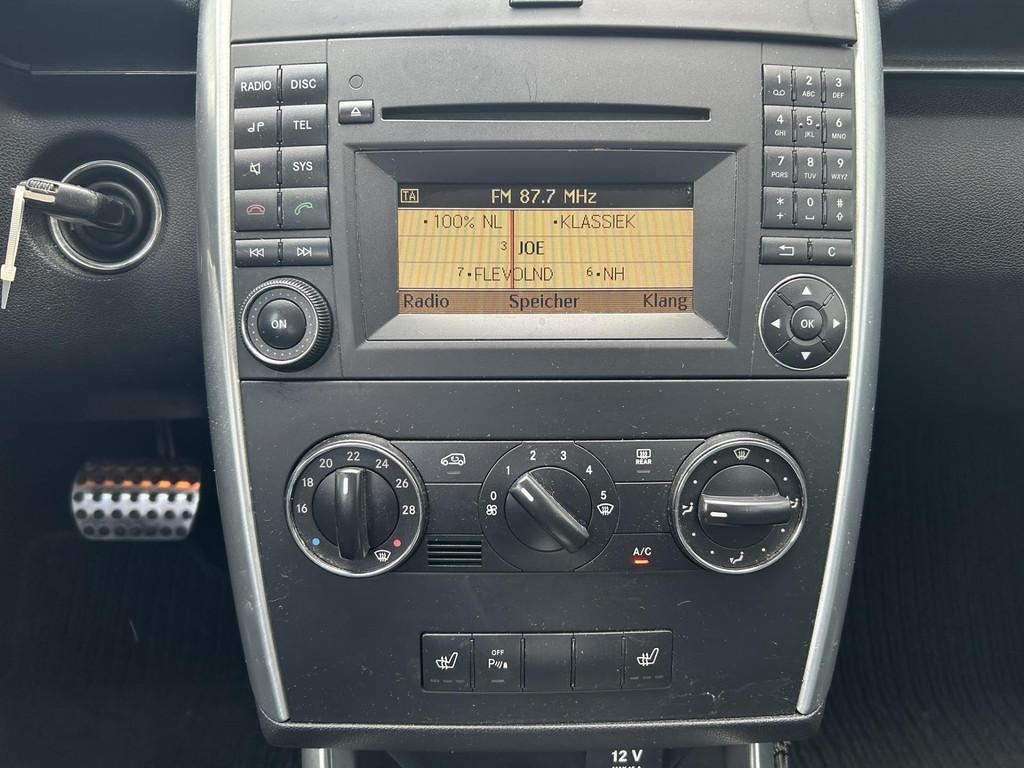 RADIO DISC
TEL
SYS
ON
TA FM 87.7 MHz
• 100% NL • KLASSIEK
3 JOE
7 • FLEVOLND 6 • NH
Radio Speicher Klang
1 2 ABC 3 DEF
4 GHI 5 JKL 6 MNO
7 PQRS 8 TUV 9 WXYZ
* + 0 #
C
OK
16 18 20 22 24 26 28
0 1 2 3 4 5
REAR
A/C
OFF
P
12 V